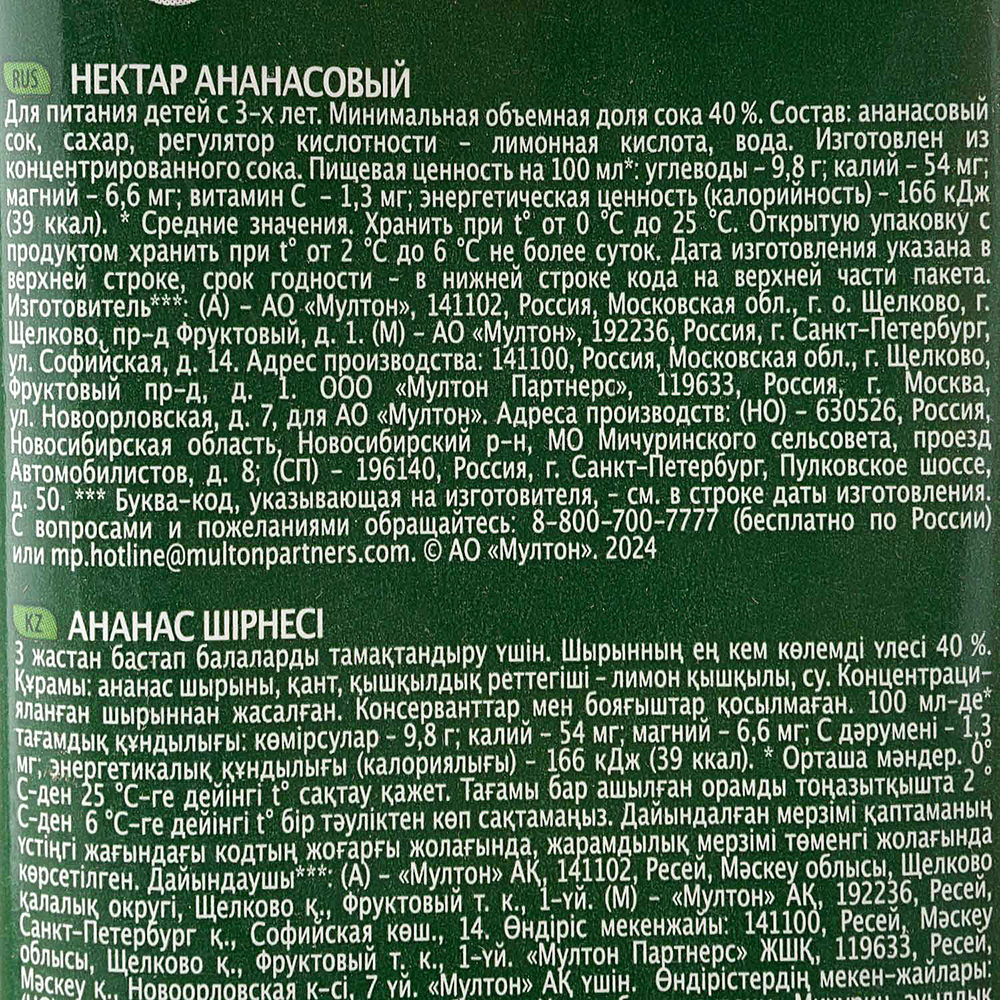 RUS НЕКТАР АНАНАСОВЫЙ
Для питания детей с 3-х лет. Минимальная объемная доля сока 40 %. Состав: ананасовый
сок, сахар, регулятор кислотности – лимонная кислота, вода. Изготовлен из
концентрированного сока. Пищевая ценность на 100 мл*: углеводы – 9,8 г; калий – 54 мг;
магний – 6,6 мг; витамин С – 1,3 мг; энергетическая ценность (калорийность) – 166 кДж
(39 ккал). * Средние значения. Хранить при t° от 0 °С до 25 °С. Открытую упаковку с
продуктом хранить при t° от 2 °С до 6 °С не более суток. Дата изготовления указана в
верхней строке, срок годности – в нижней строке кода на верхней части пакета.
Изготовитель***: (А) – АО «Мултон», 141102, Россия, Московская обл., г. о. Щелково, г.
Щелково, пр-д Фруктовый, д. 1. (М) – АО «Мултон», 192236, Россия, г. Санкт-Петербург,
ул. Софийская, д. 14. Адрес производства: 141100, Россия, Московская обл., г. Щелково,
Фруктовый пр-д, д. 1. ООО «Мултон Партнерс», 119633, Россия, г. Москва,
ул. Новоорловская, д. 7, для АО «Мултон». Адреса производств: (НО) – 630526, Россия,
Новосибирская область, Новосибирский р-н, МО Мичуринского сельсовета, проезд
Автомобилистов, д. 8; (СП) – 196140, Россия, г. Санкт-Петербург, Пулковское шоссе,
д. 50. *** Буква-код, указывающая на изготовителя, – см. в строке даты изготовления.
С вопросами и пожеланиями обращайтесь: 8-800-700-7777 (бесплатно по России)
или mp.hotline@multonpartners.com. © АО «Мултон». 2024
KZ АНАНАС ШІРНЕСІ
3 жастан бастап балаларды тамақтандыру үшін. Шырынның ең кем көлемді үлесі 40 %.
Құрамы: ананас шырыны, қант, қышқылдық реттегіші – лимон қышқылы, су. Концентраци-
яланған шырыннан жасалған. Консерванттар мен бояғыштар қосылмаған. 100 мл-де*
тағамдық құндылығы: көмірсулар – 9,8 г; калий – 54 мг; магний – 6,6 мг; С дәрумені – 1,3
мг; энергетикалық құндылығы (калориялығы) – 166 кДж (39 ккал). * Орташа мәндер. 0°
С-ден 25 °С-ге дейінгі t° сақтау қажет. Тағамы бар ашылған орамды тоңазытқышта 2 °
С-ден 6 °С-ге дейінгі t° бір тәуліктен көп сақтамаңыз. Дайындалған мерзімі қаптаманың
үстіңгі жағындағы кодтың жоғарғы жолағында, жарамдылық мерзімі төменгі жолағында
көрсетілген. Дайындаушы***: (А) – «Мултон» АҚ, 141102, Ресей, Мәскеу облысы, Щелково
қалалық округі, Щелково қ., Фруктовый т. к., 1-үй. (М) – «Мултон» АҚ, 192236, Ресей,
Санкт-Петербург қ., Софийская көш., 14. Өндіріс мекенжайы: 141100, Ресей, Мәскеу
облысы, Щелково қ., Фруктовый т. к., 1-үй. «Мултон Партнерс» ЖШҚ, 119633, Ресей,
Мәскеу қ., Новоорловская к-сі, 7 үй. «Мултон» АҚ үшін. Өндірістердің мекен-жайлары: